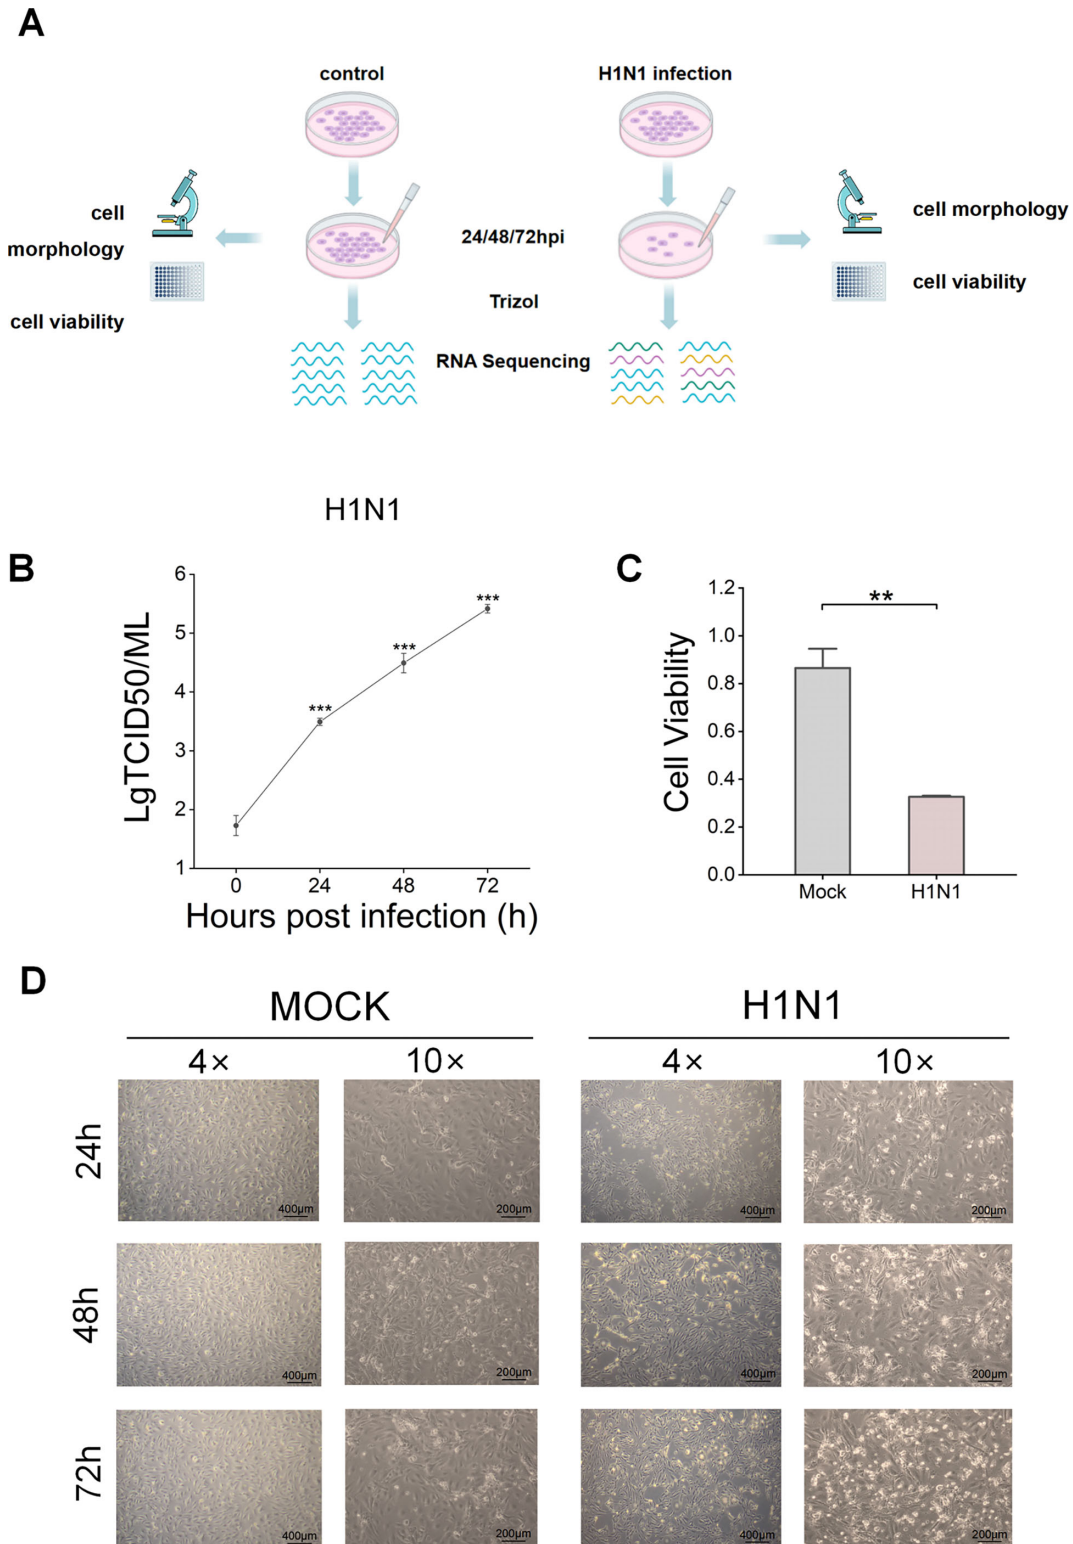 A
control
H1N1 infection
cell
morphology
cell viability
24/48/72hpi
Trizol
RNA Sequencing
cell morphology
cell viability
B
H1N1
LgTCID50/ML
6
5
4
3
2
1
***
***
***
0 24 48 72
Hours post infection (h)
C
Cell Viability
1.2
1.0
0.8
0.6
0.4
0.2
0.0
**
Mock H1N1
D
MOCK H1N1
4× 10× 4× 10×
24h
400μm 200μm 400μm 200μm
48h
400μm 200μm 400μm 200μm
72h
400μm 200μm 400μm 200μm